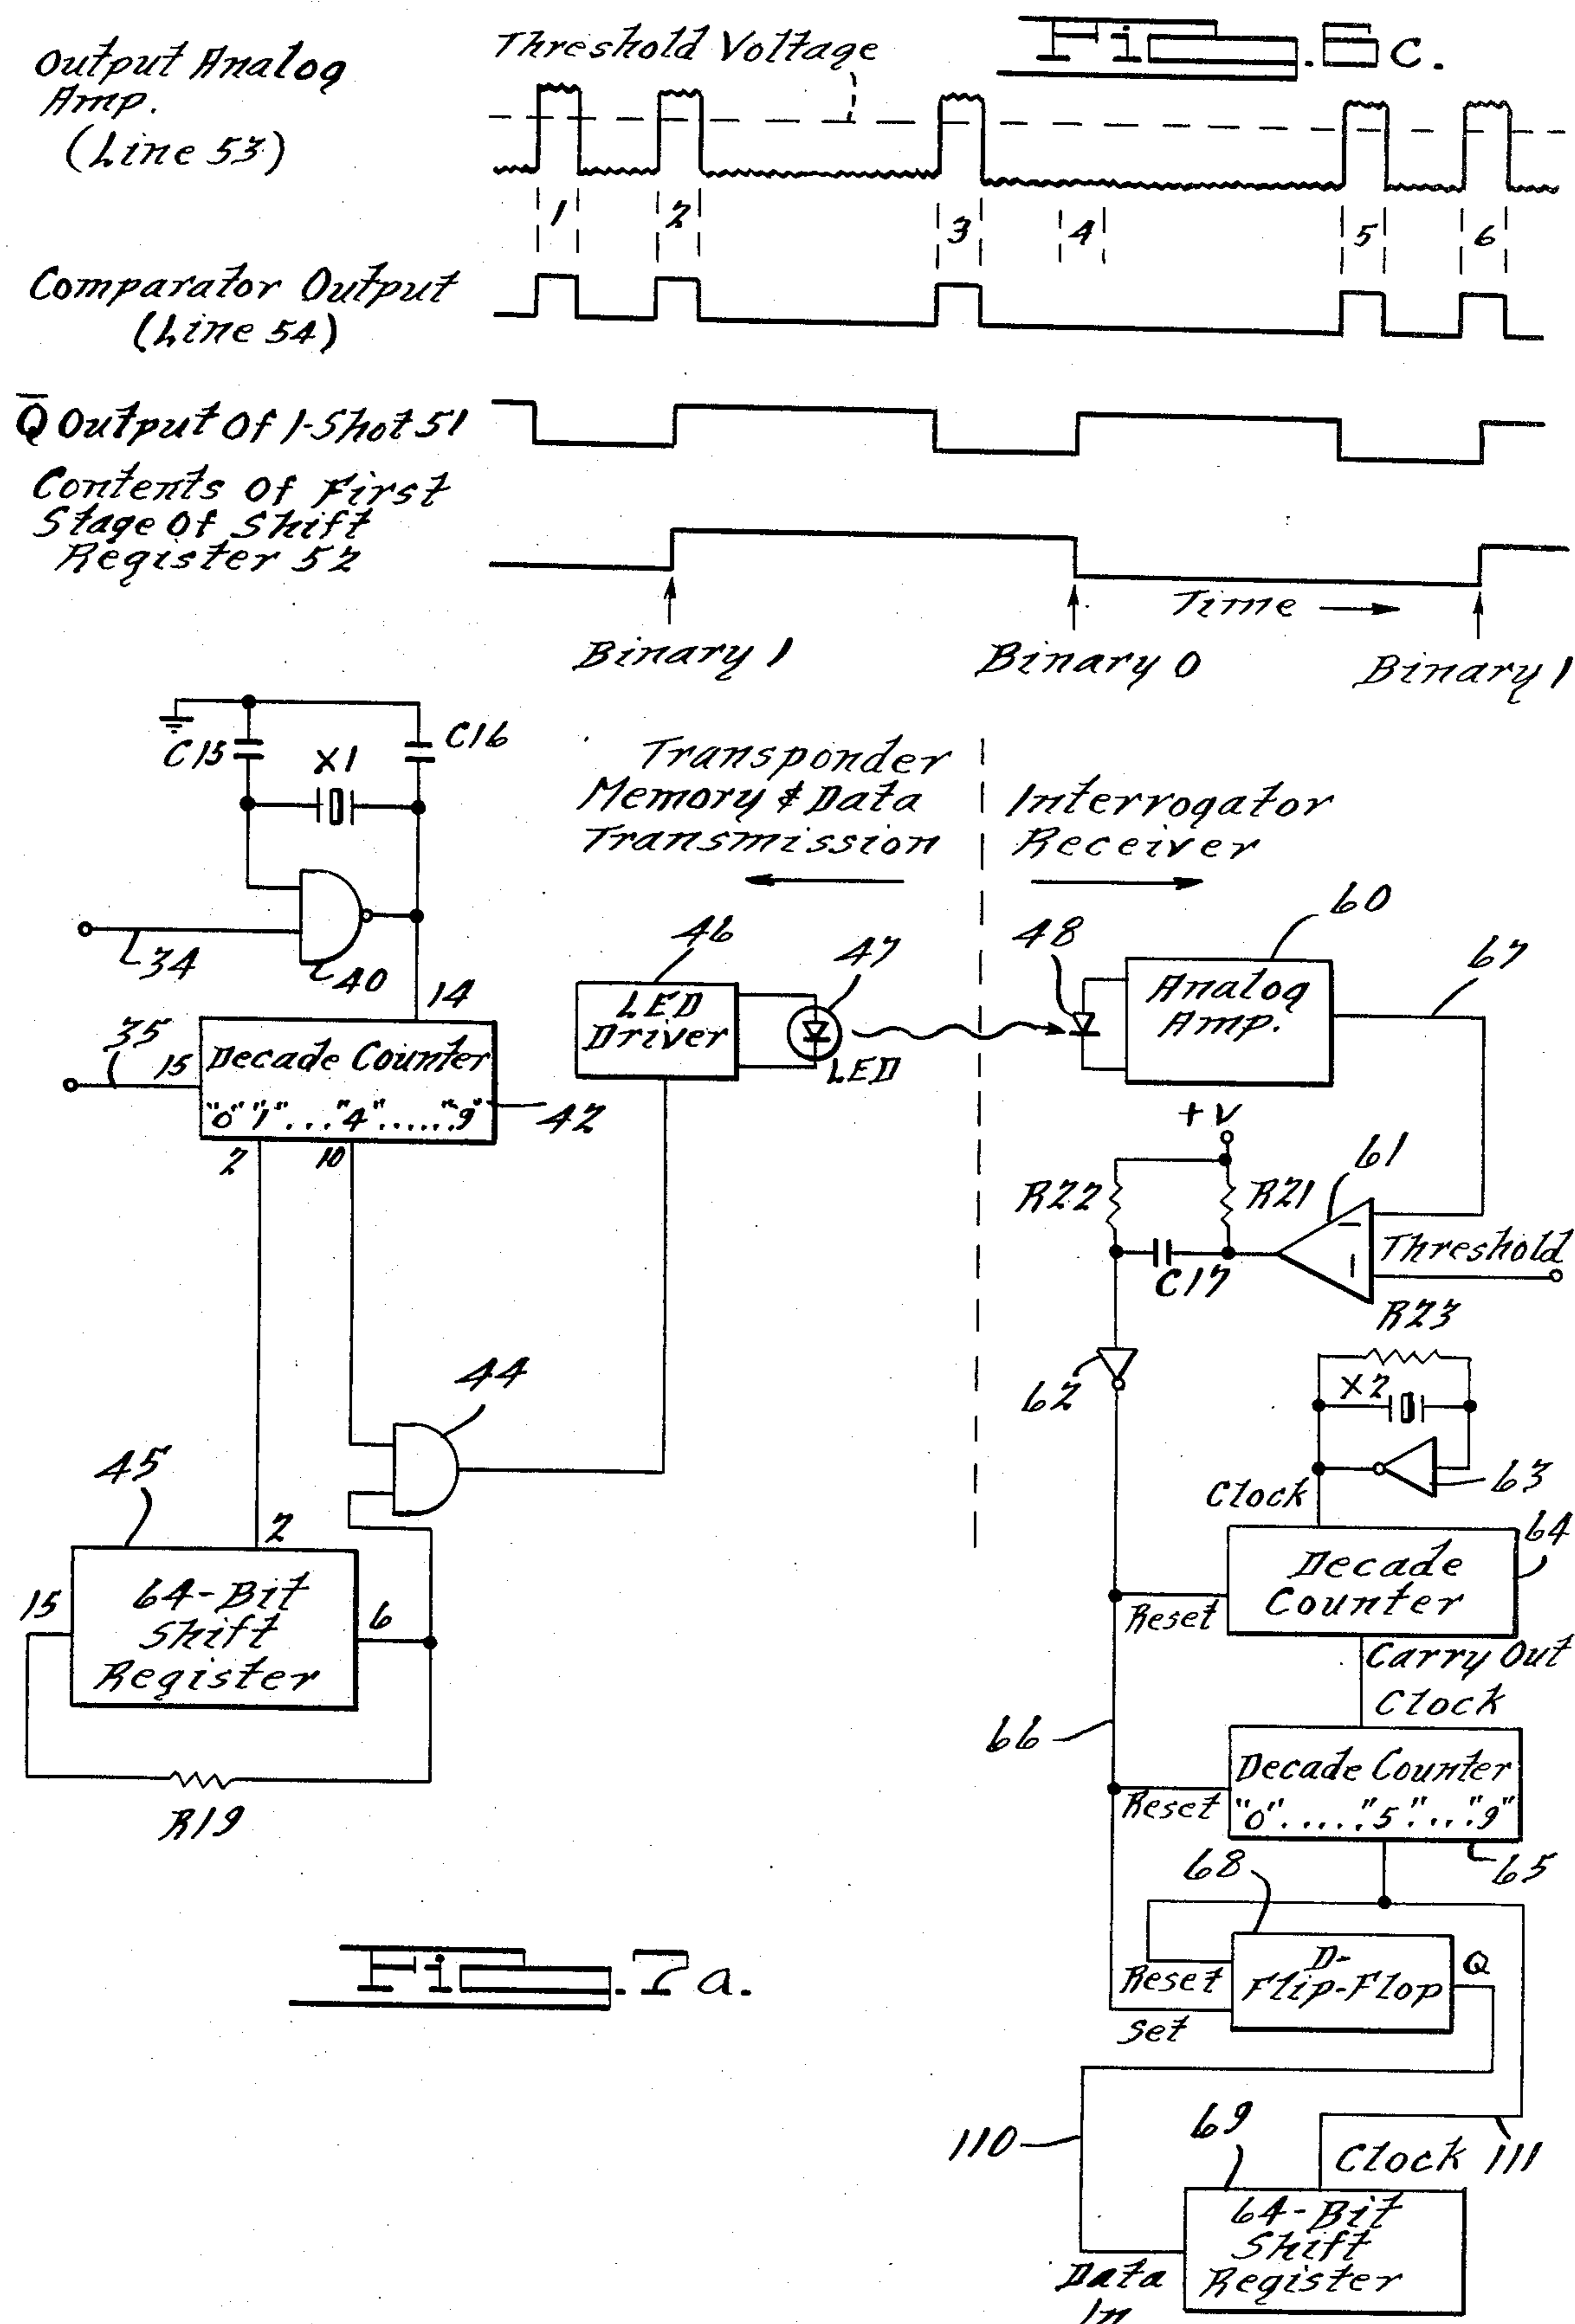 Output Analog
Amp.
(Line 53)
Threshold Voltage
Fig. 6c.
1 2 3 4 5 6
Comparator Output
(Line 54)
Q̅ Output Of 1-Shot 51
Contents Of First
Stage Of Shift
Register 52
Time
Binary 1
Binary 0
Binary 1
C15
X1
C16
34
40
14
35
15
Decade Counter
"0" "1"..."4"......"9"
42
2
10
Transponder
Memory & Data
Transmission
Interrogator
Receiver
46
LED
Driver
47
LED
48
60
Analog
Amp.
67
+V
R22
R21
61
C17
Threshold
R23
62
X2
63
Clock
64
Decade
Counter
Reset
Carry Out
Clock
66
Decade Counter
"0"....."5"...."9"
Reset
65
68
D-
Flip-Flop
Q
Reset
Set
44
45
2
15
64-Bit
Shift
Register
6
R19
Fig. 7a.
110
69
Clock
111
64-Bit
Shift
Register
Data
In